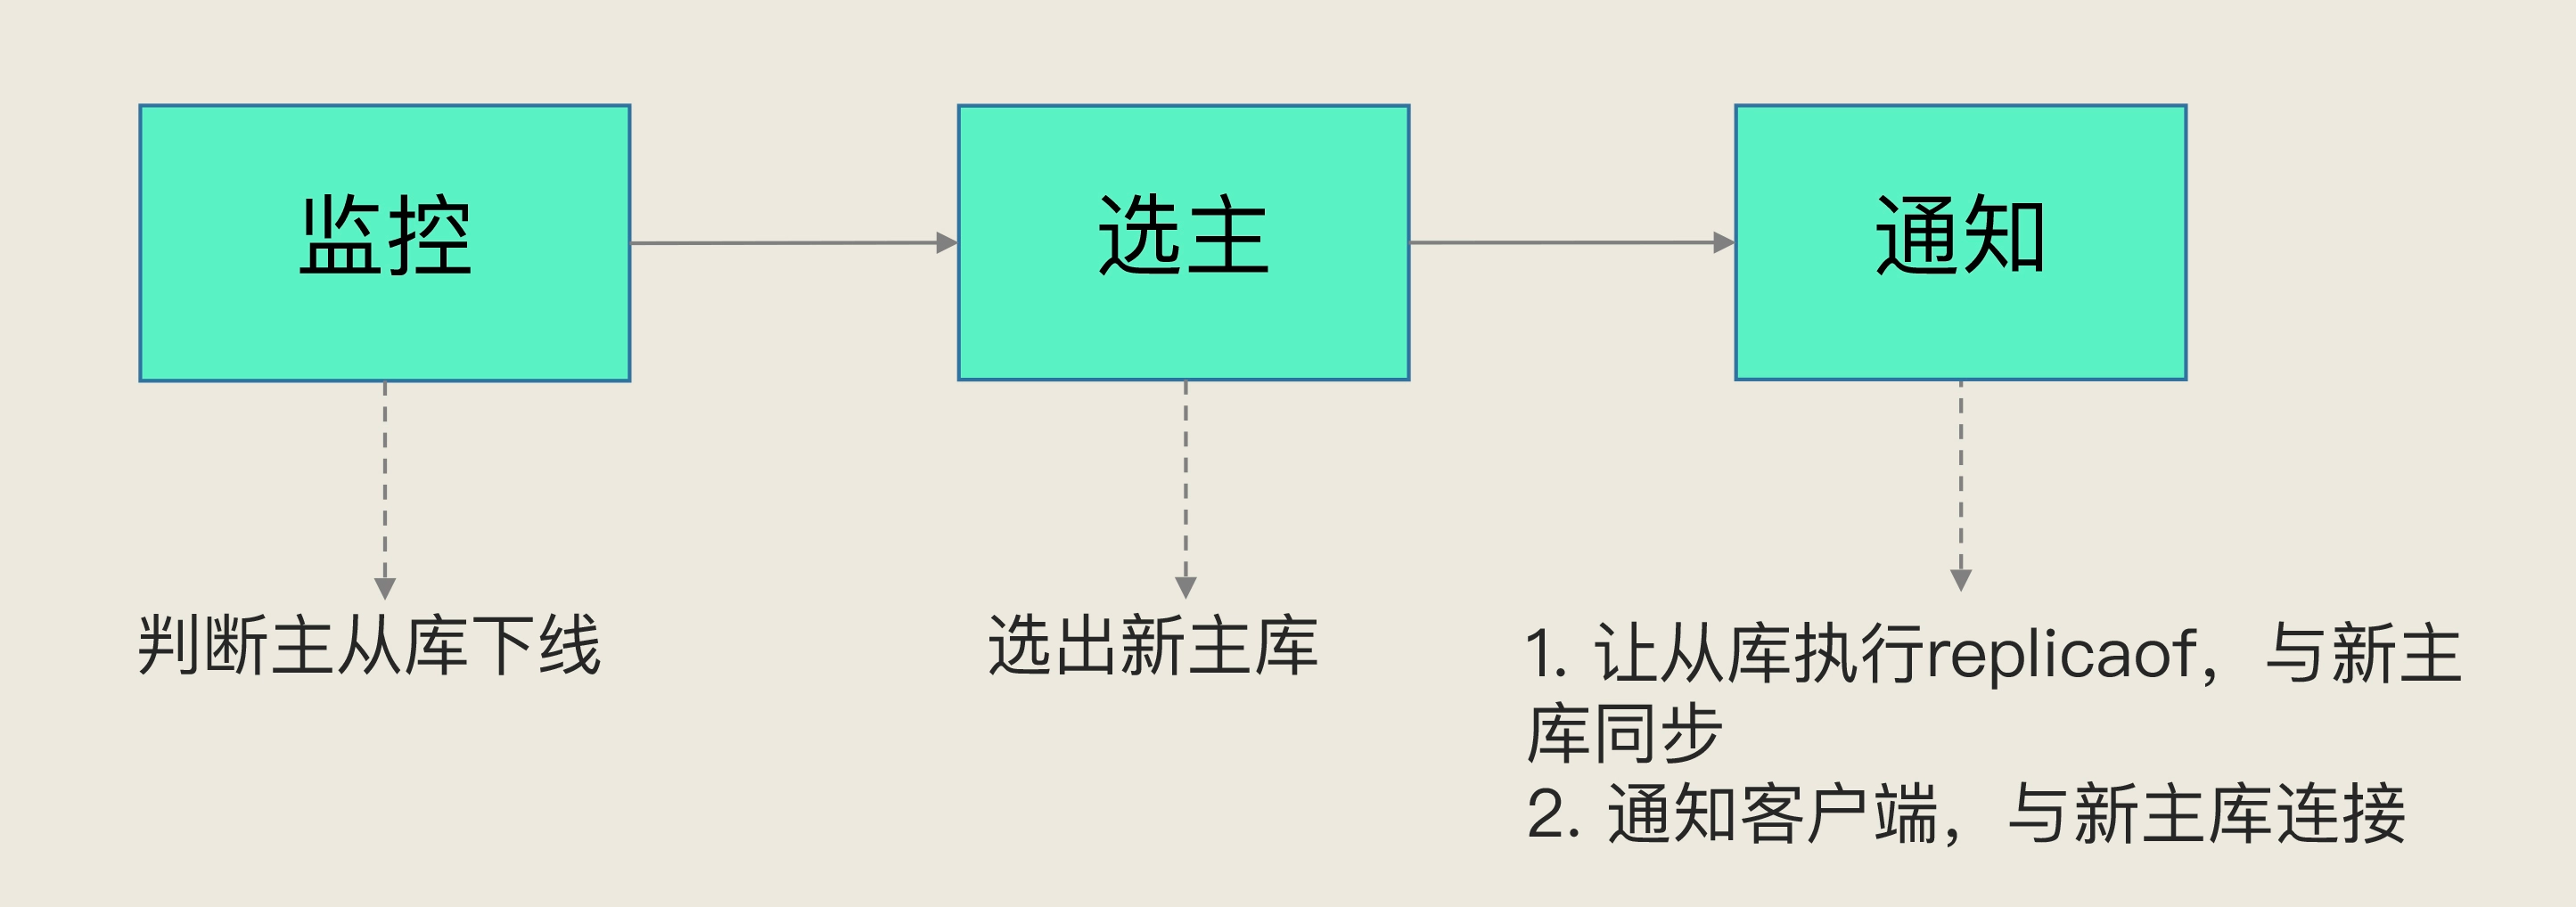 监控
选主
通知
判断主从库下线
选出新主库
1. 让从库执行replicaof，与新主
库同步
2. 通知客户端，与新主库连接